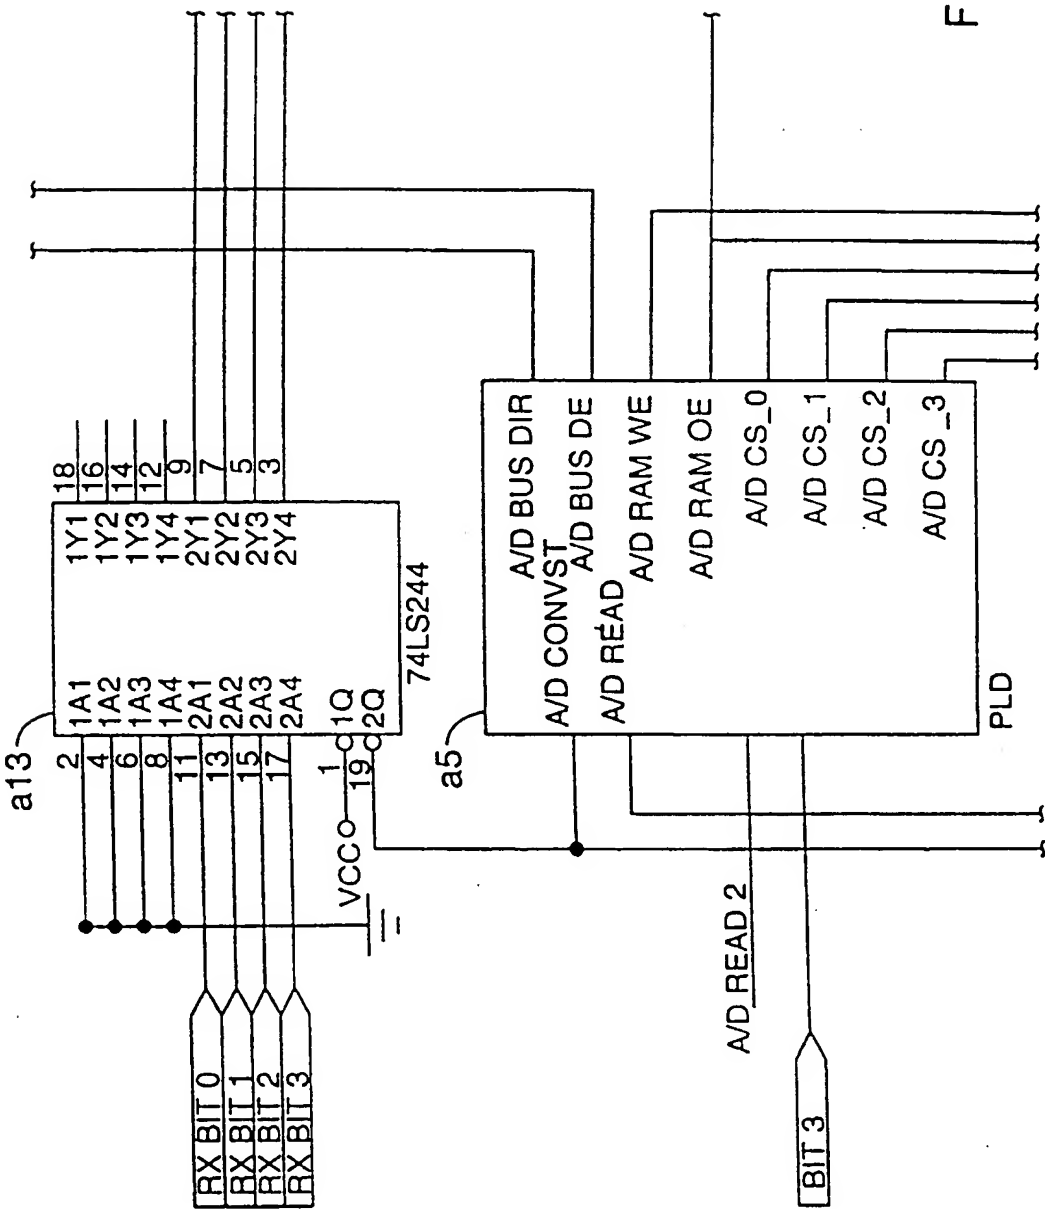 a13
2
4
6
8
11
13
15
17
1
19
1A1
1A2
1A3
1A4
2A1
2A2
2A3
2A4
1Q
2Q
1Y1
1Y2
1Y3
1Y4
2Y1
2Y2
2Y3
2Y4
18
16
14
12
9
7
5
3
74LS244
VCC
RX BIT 0
RX BIT 1
RX BIT 2
RX BIT 3
a5
A/D CONVST
A/D READ
A/D BUS DIR
A/D BUS DE
A/D RAM WE
A/D RAM OE
A/D CS_0
A/D CS_1
A/D CS_2
A/D CS_3
PLD
A/D_READ 2
BIT 3
F